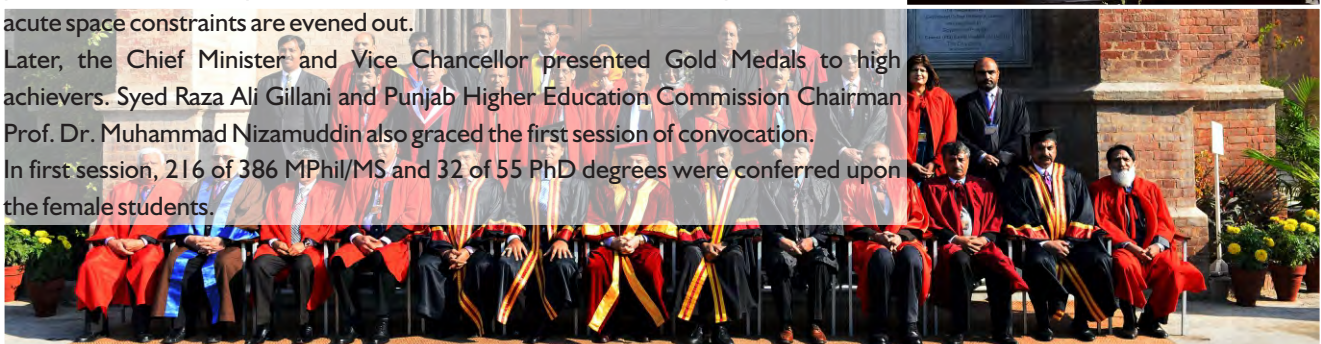 acute space constraints are evened out.
Later, the Chief Minister and Vice Chancellor presented Gold Medals to high
achievers. Syed Raza Ali Gillani and Punjab Higher Education Commission Chairman
Prof. Dr. Muhammad Nizamuddin also graced the first session of convocation.
In first session, 216 of 386 MPhil/MS and 32 of 55 PhD degrees were conferred upon
the female students.